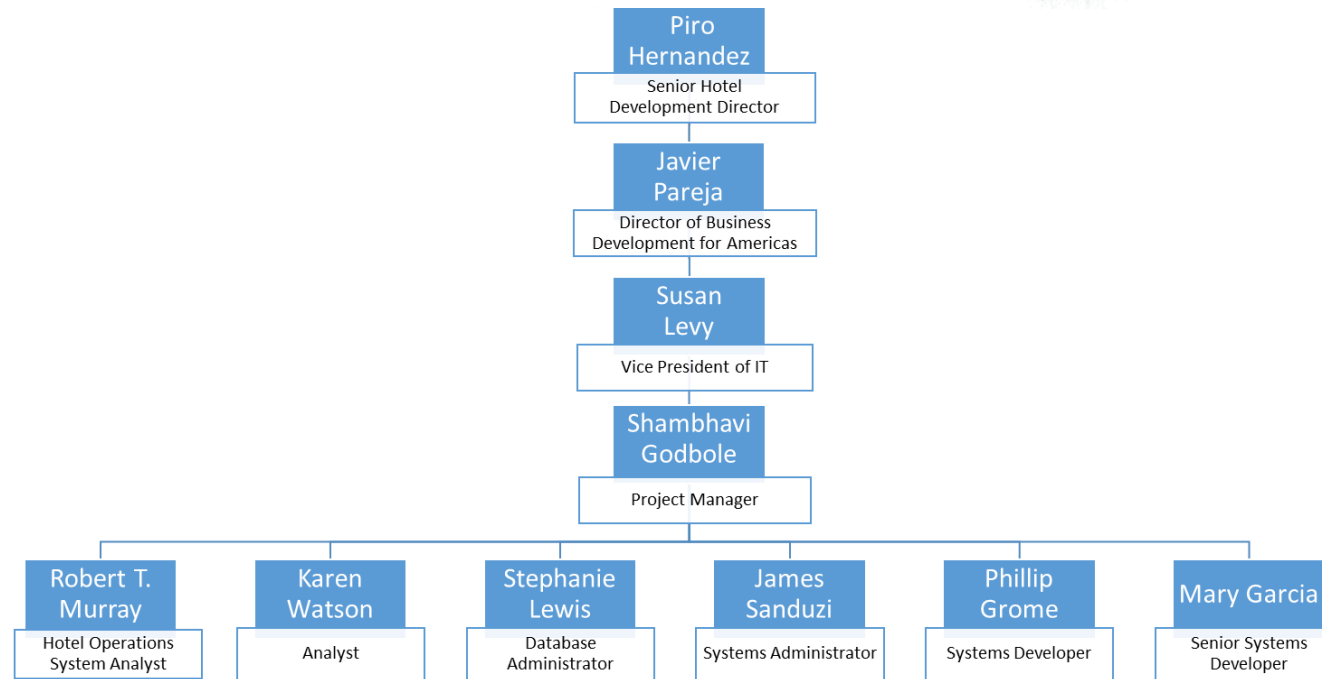 Piro
Hernandez
Senior Hotel
Development Director
Javier
Pareja
Director of Business
Development for Americas
Susan
Levy
Vice President of IT
Shambhavi
Godbole
Project Manager
Robert T.
Murray
Hotel Operations
System Analyst
Karen
Watson
Analyst
Stephanie
Lewis
Database
Administrator
James
Sanduzi
Systems Administrator
Phillip
Grome
Systems Developer
Mary Garcia
Senior Systems
Developer